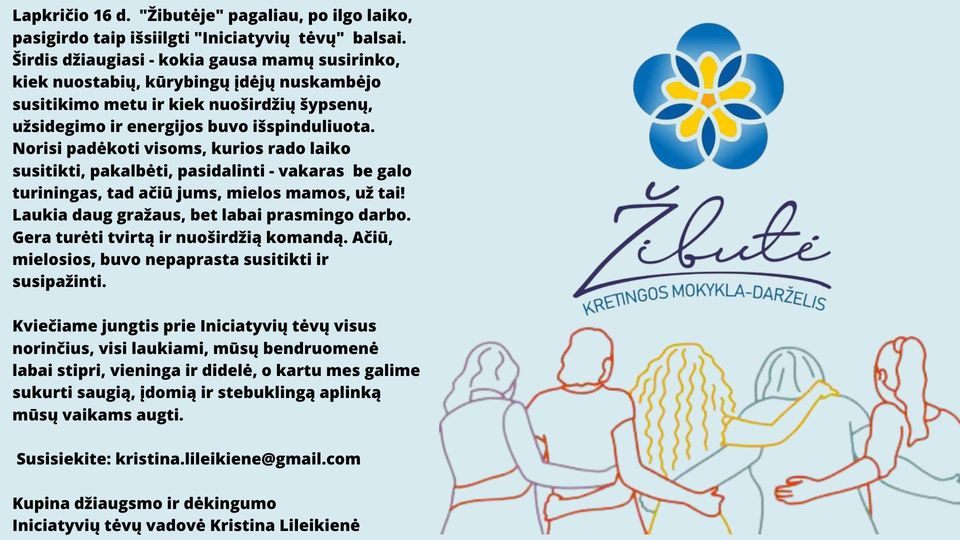 Lapkričio 16 d. "Žibutėje" pagaliau, po ilgo laiko,
pasigirdo taip išsiilgti "Iniciatyvių tėvų" balsai.
Širdis džiaugiasi - kokia gausa mamų susirinko,
kiek nuostabių, kūrybingų įdėjų nuskambėjo
susitikimo metu ir kiek nuoširdžių šypsenų,
užsidegimo ir energijos buvo išspinduliuota.
Norisi padėkoti visoms, kurios rado laiko
susitikti, pakalbėti, pasidalinti - vakaras be galo
turiningas, tad ačiū jums, mielos mamos, už tai!
Laukia daug gražaus, bet labai prasmingo darbo.
Gera turėti tvirtą ir nuoširdžią komandą. Ačiū,
mielosios, buvo nepaprasta susitikti ir
susipažinti.
Kviečiame jungtis prie Iniciatyvių tėvų visus
norinčius, visi laukiami, mūsų bendruomenė
labai stipri, vieninga ir didelė, o kartu mes galime
sukurti saugią, įdomią ir stebuklingą aplinką
mūsų vaikams augti.
Susisiekite: kristina.lileikiene@gmail.com
Kupina džiaugsmo ir dėkingumo
Iniciatyvių tėvų vadovė Kristina Lileikienė
Žibutė
KRETINGOS MOKYKLA-DARŽELIS